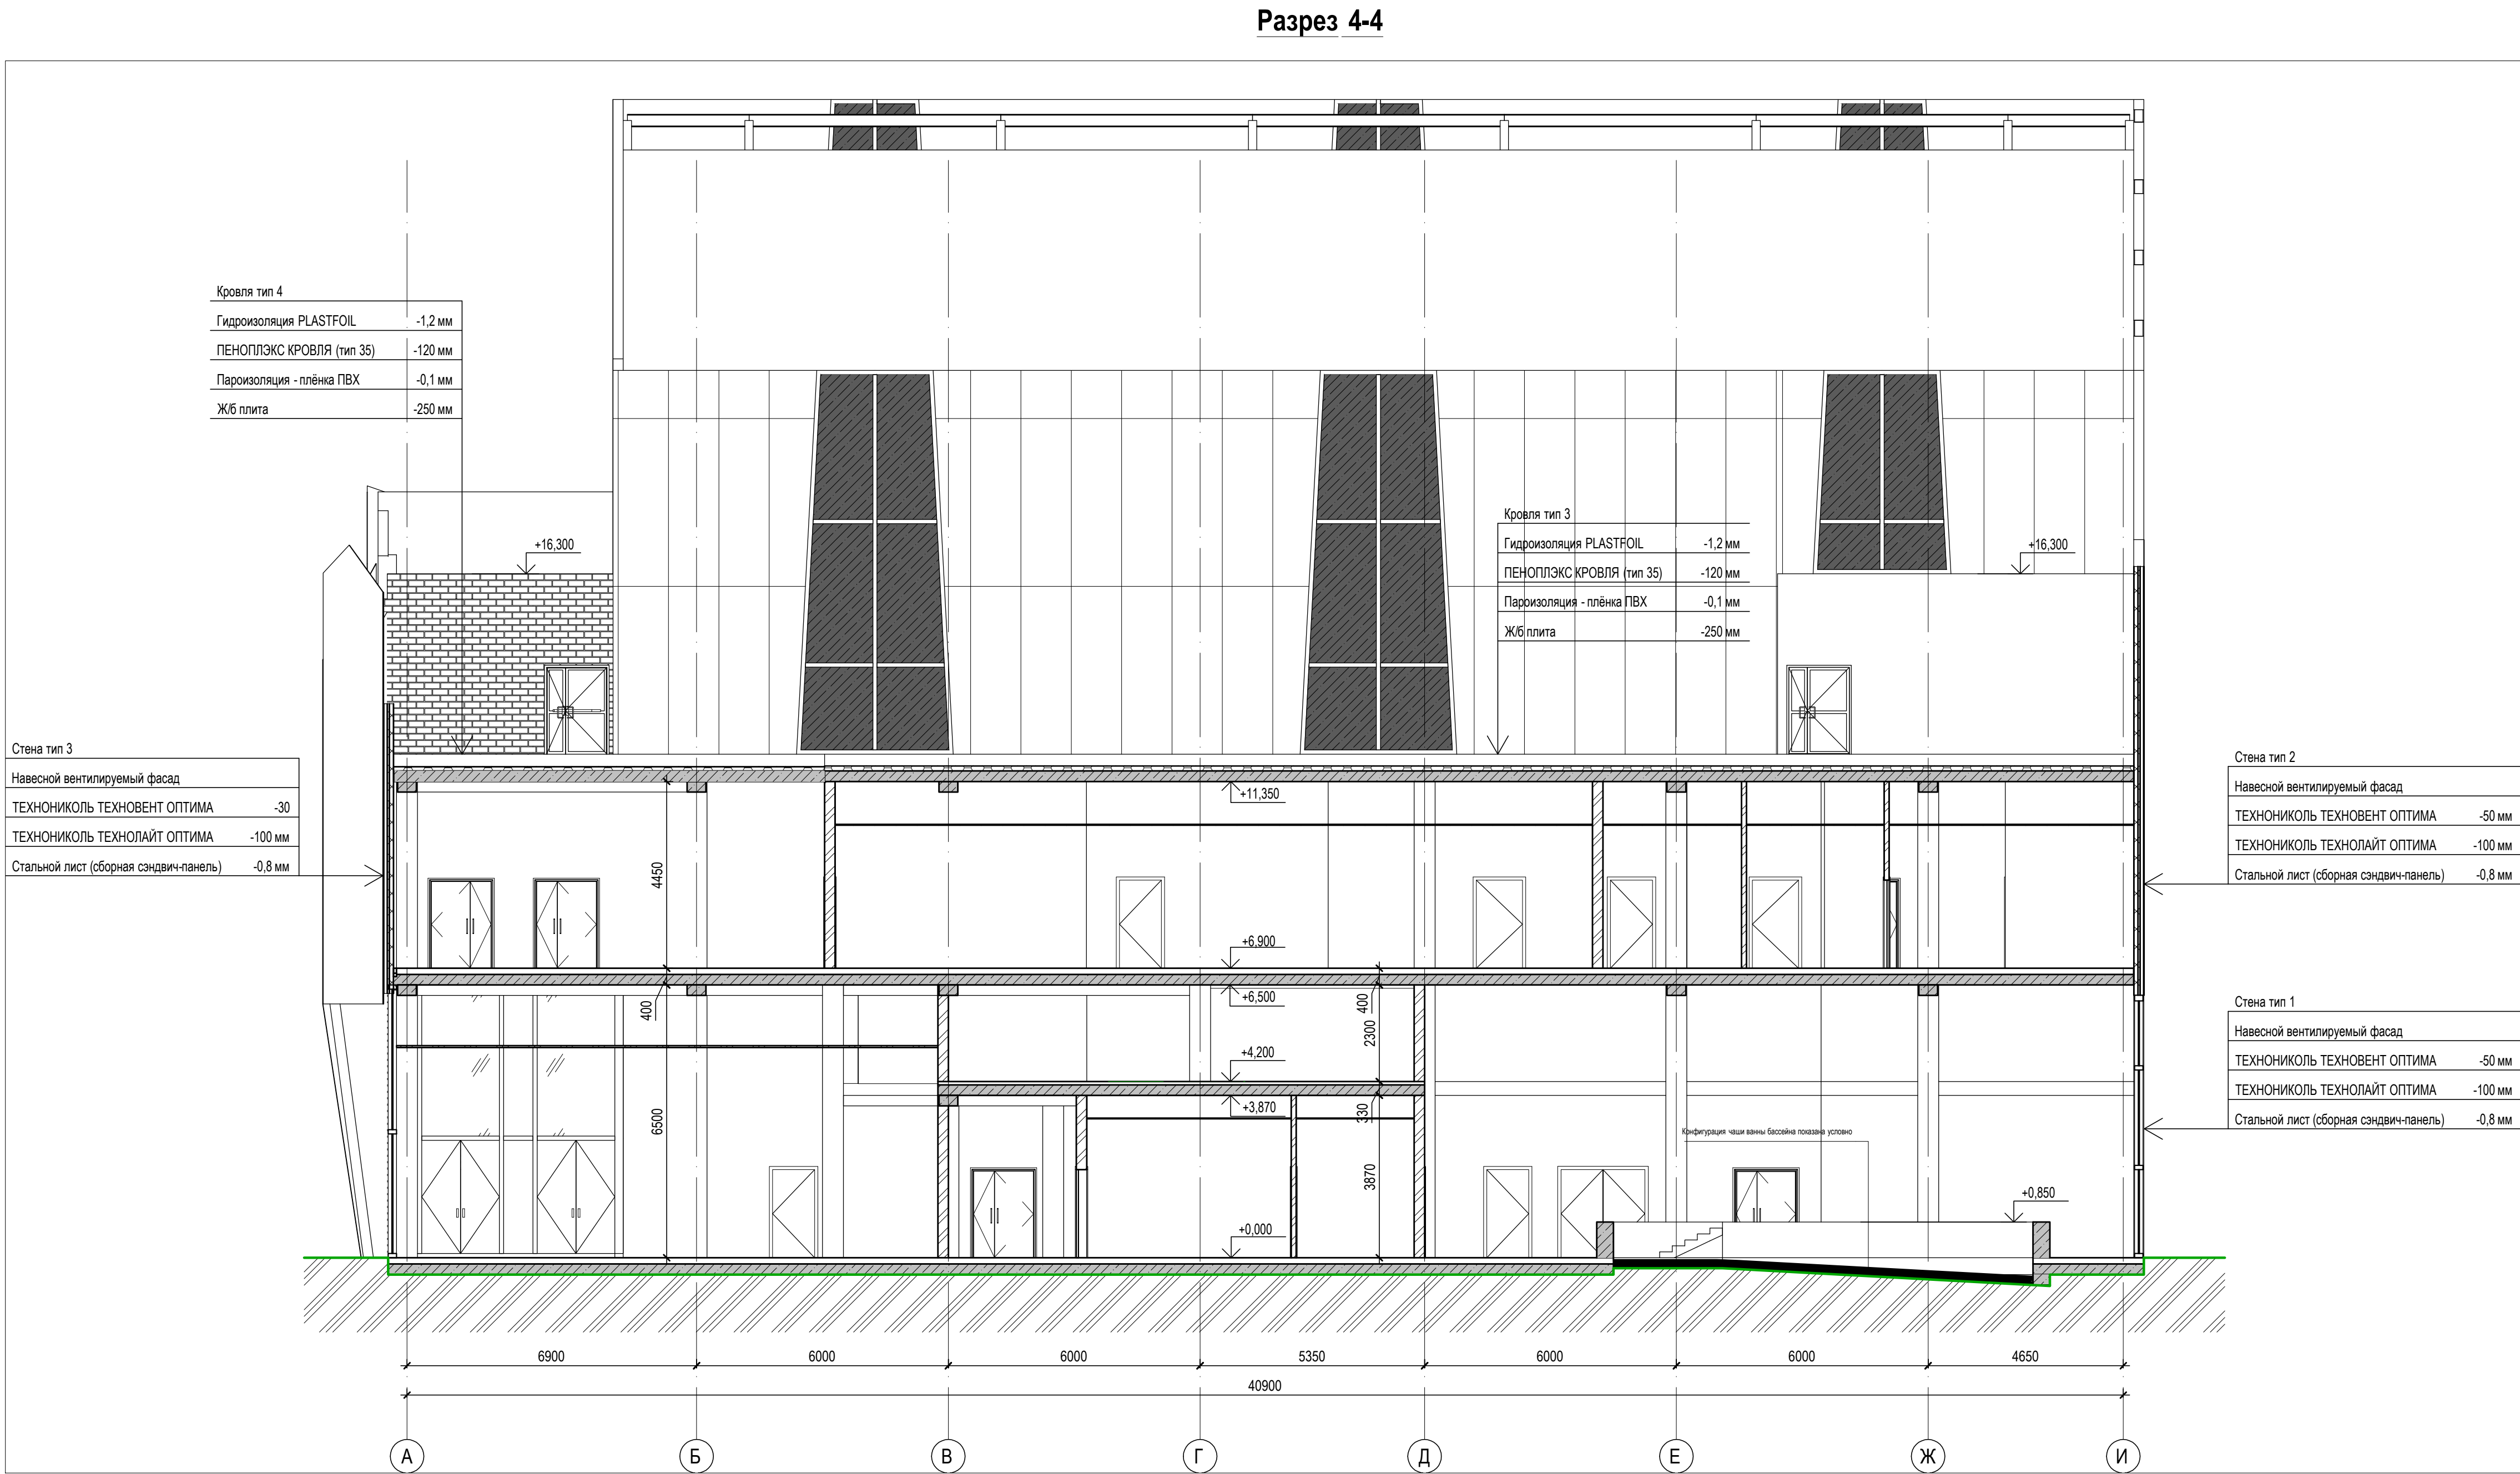 Разрез 4-4
Кровля тип 4
Гидроизоляция PLASTFOIL -1,2 мм
ПЕНОПЛЭКС КРОВЛЯ (тип 35) -120 мм
Пароизоляция - плёнка ПВХ -0,1 мм
Ж/б плита -250 мм
+16,300
Кровля тип 3
Гидроизоляция PLASTFOIL -1,2 мм
ПЕНОПЛЭКС КРОВЛЯ (тип 35) -120 мм
Пароизоляция - плёнка ПВХ -0,1 мм
Ж/б плита -250 мм
+16,300
Стена тип 3
Навесной вентилируемый фасад
ТЕХНОНИКОЛЬ ТЕХНОВЕНТ ОПТИМА -30
ТЕХНОНИКОЛЬ ТЕХНОЛАЙТ ОПТИМА -100 мм
Стальной лист (сборная сэндвич-панель) -0,8 мм
Стена тип 2
Навесной вентилируемый фасад
ТЕХНОНИКОЛЬ ТЕХНОВЕНТ ОПТИМА -50 мм
ТЕХНОНИКОЛЬ ТЕХНОЛАЙТ ОПТИМА -100 мм
Стальной лист (сборная сэндвич-панель) -0,8 мм
+11,350
4450
+6,900
+6,500
400
400
2300
+4,200
+3,870
330
6500
3870
Стена тип 1
Навесной вентилируемый фасад
ТЕХНОНИКОЛЬ ТЕХНОВЕНТ ОПТИМА -50 мм
ТЕХНОНИКОЛЬ ТЕХНОЛАЙТ ОПТИМА -100 мм
Стальной лист (сборная сэндвич-панель) -0,8 мм
Конфигурация чаши ванны бассейна показана условно
+0,850
+0,000
6900 6000 6000 5350 6000 6000 4650
40900
А Б В Г Д Е Ж И